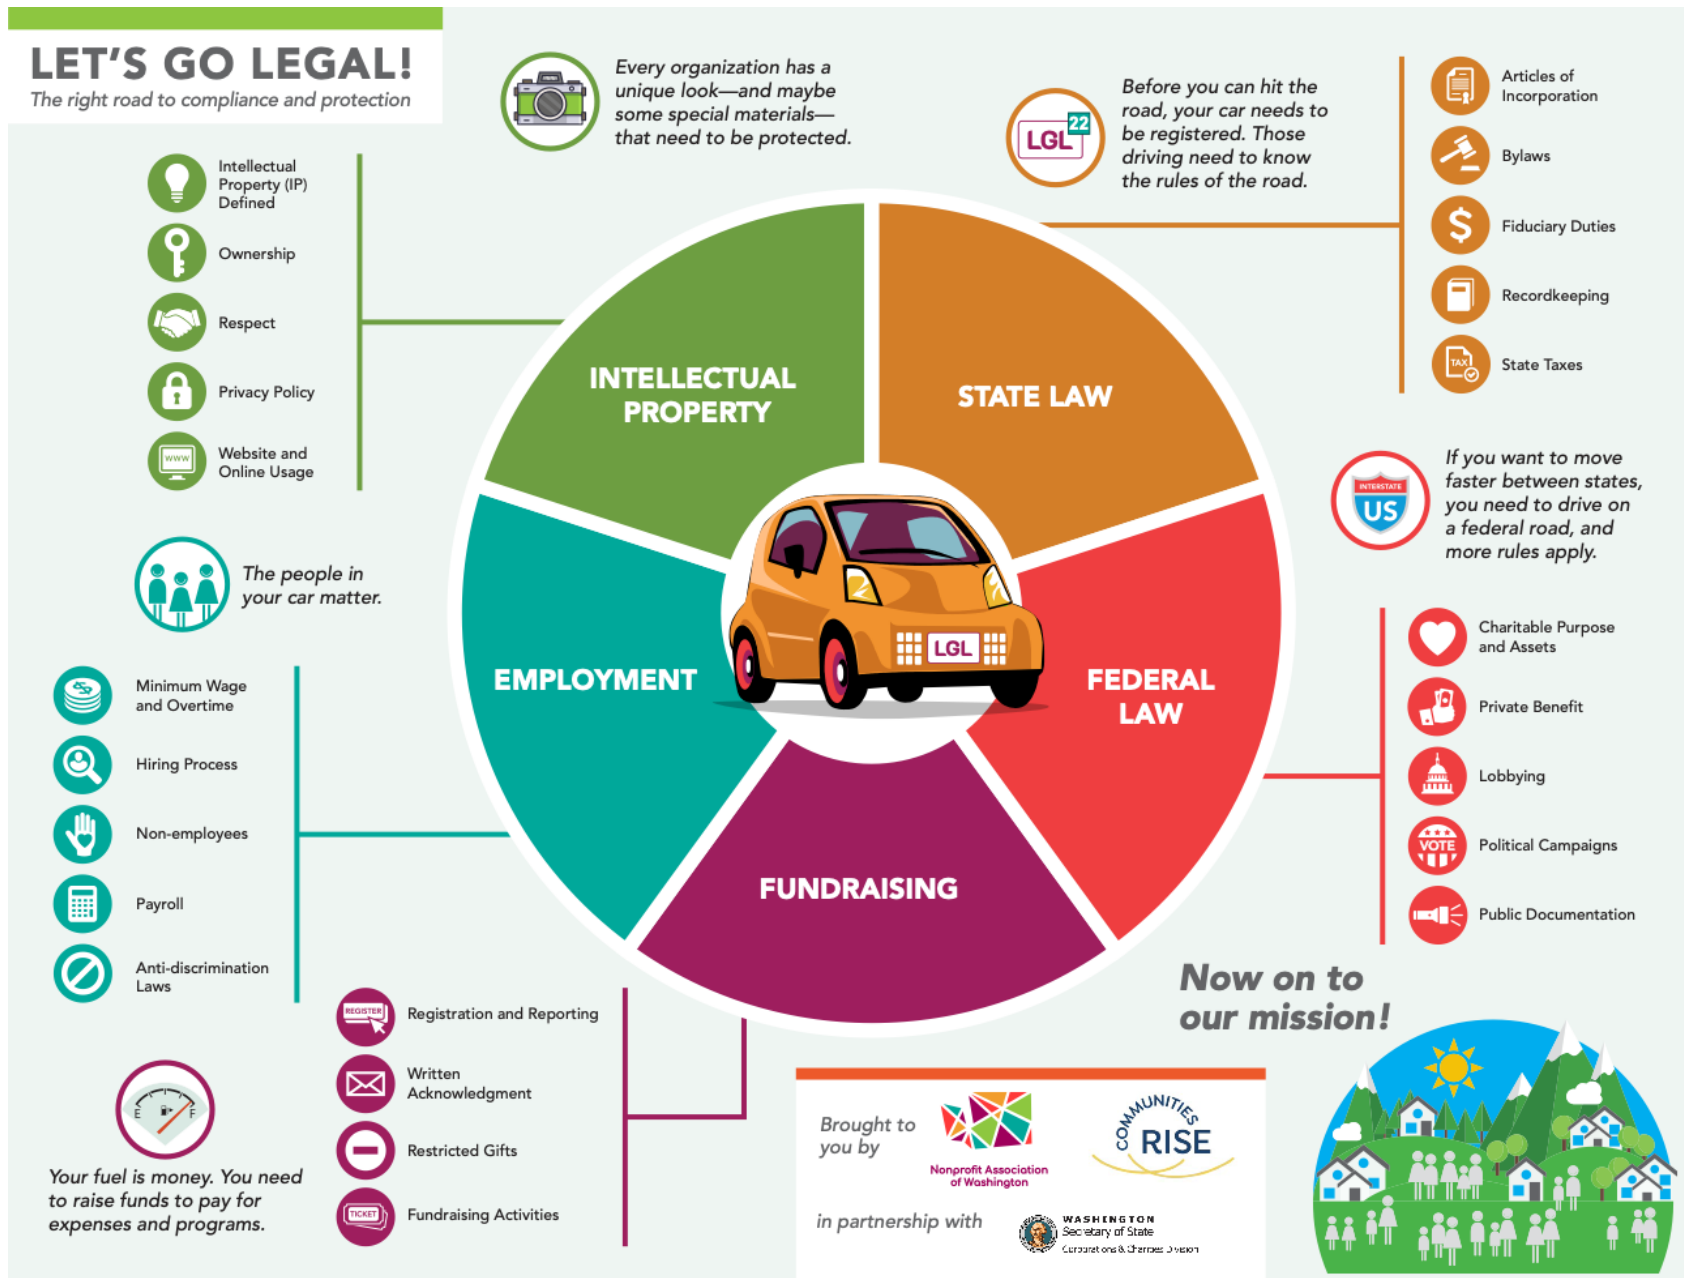 LET'S GO LEGAL!
The right road to compliance and protection
Every organization has a
unique look—and maybe
some special materials—
that need to be protected.
LGL
22
Before you can hit the
road, your car needs to
be registered. Those
driving need to know
the rules of the road.
Articles of
Incorporation
Bylaws
Fiduciary Duties
Recordkeeping
TAX
State Taxes
Intellectual
Property (IP)
Defined
Ownership
Respect
Privacy Policy
www
Website and
Online Usage
INTELLECTUAL
PROPERTY
STATE LAW
INTERSTATE
US
If you want to move
faster between states,
you need to drive on
a federal road, and
more rules apply.
The people in
your car matter.
LGL
EMPLOYMENT
FEDERAL
LAW
FUNDRAISING
Minimum Wage
and Overtime
Hiring Process
Non-employees
Payroll
Anti-discrimination
Laws
Charitable Purpose
and Assets
Private Benefit
Lobbying
VOTE
Political Campaigns
Public Documentation
REGISTER
Registration and Reporting
Written
Acknowledgment
Restricted Gifts
TICKET
Fundraising Activities
E
F
Your fuel is money. You need
to raise funds to pay for
expenses and programs.
Now on to
our mission!
Brought to
you by
Nonprofit Association
of Washington
COMMUNITIES
RISE
in partnership with
WASHINGTON
Secretary of State
Corporations & Charities Division